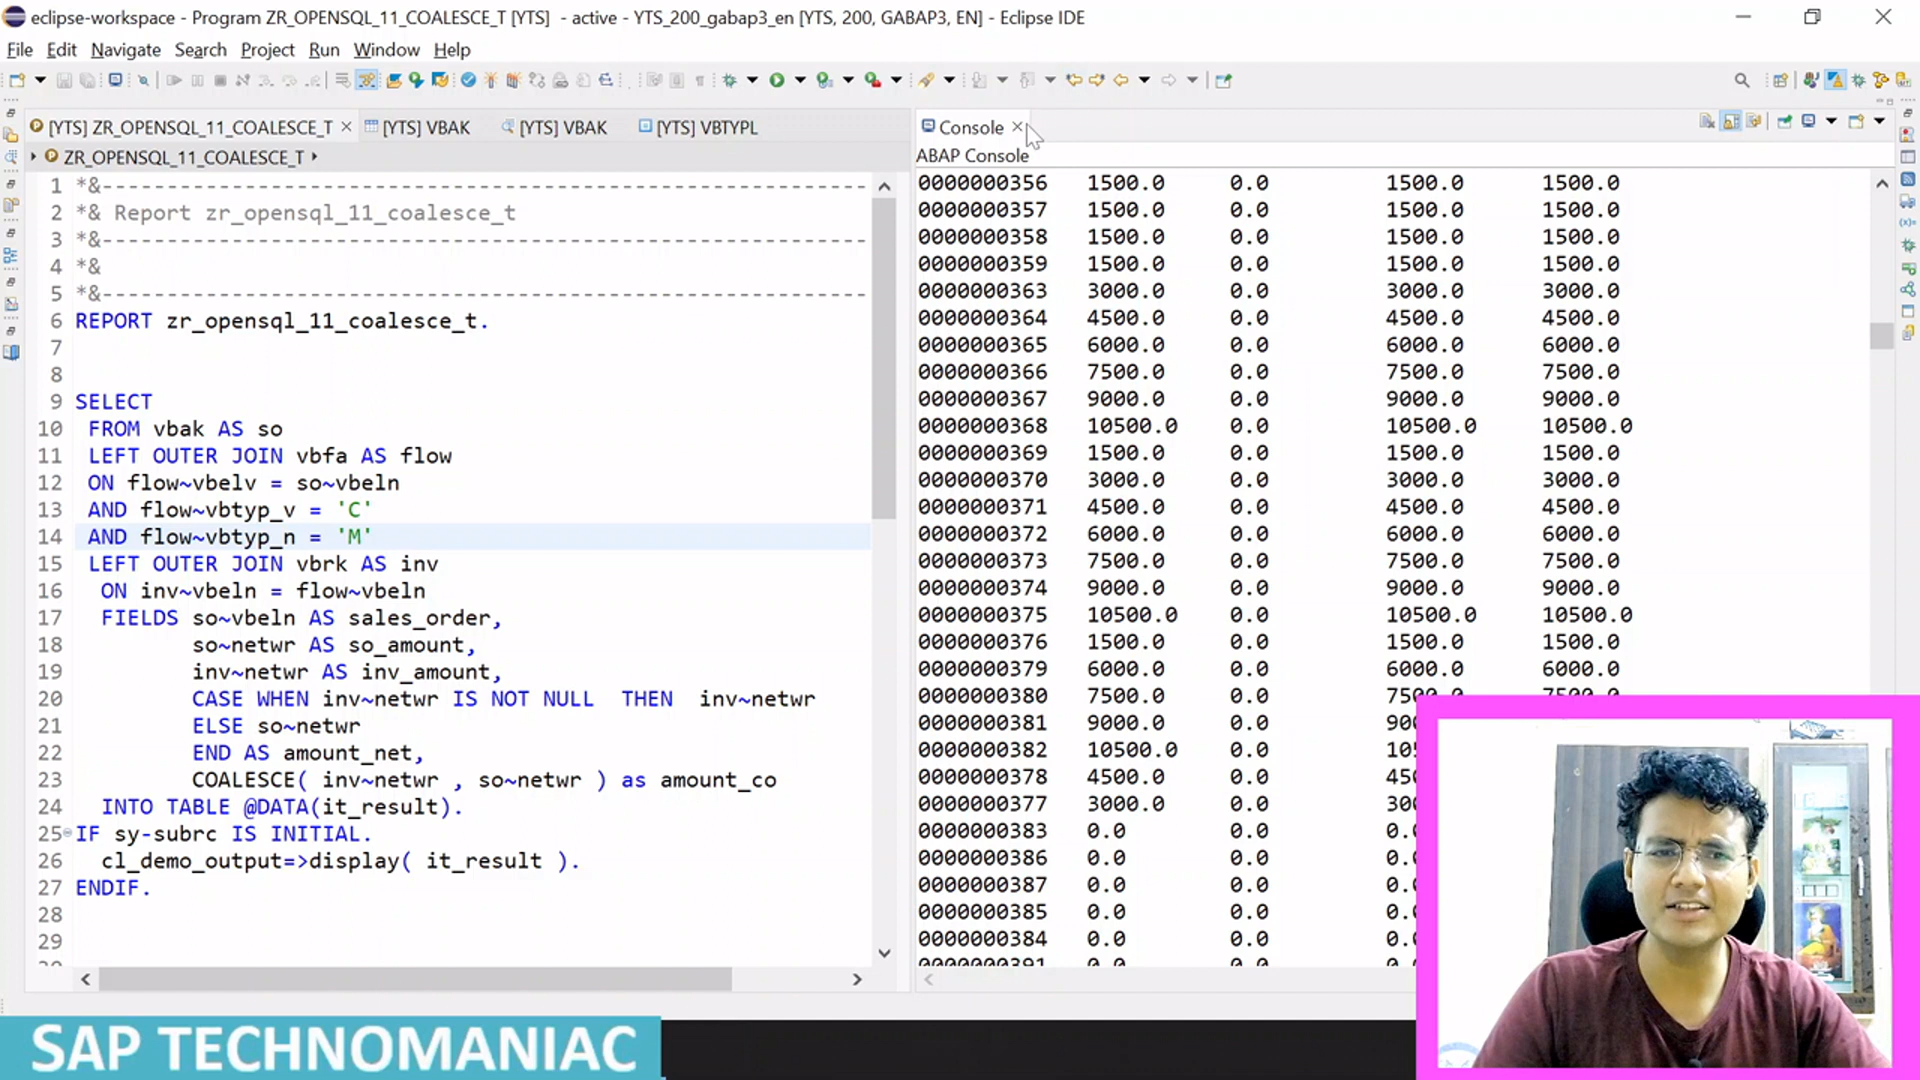 eclipse-workspace - Program ZR_OPENSQL_11_COALESCE_T [YTS] - active - YTS_200_gabap3_en [YTS, 200, GABAP3, EN] - Eclipse IDE
File Edit Navigate Search Project Run Window Help
[YTS] ZR_OPENSQL_11_COALESCE_T [YTS] VBAK [YTS] VBAK [YTS] VBTYPL
ZR_OPENSQL_11_COALESCE_T
1 *&---------------------------------------------------------------------
2 *& Report zr_opensql_11_coalesce_t
3 *&---------------------------------------------------------------------
4 *&
5 *&---------------------------------------------------------------------
6 REPORT zr_opensql_11_coalesce_t.
7
8
9 SELECT
10 FROM vbak AS so
11 LEFT OUTER JOIN vbfa AS flow
12 ON flow~vbelv = so~vbeln
13 AND flow~vbtyp_v = 'C'
14 AND flow~vbtyp_n = 'M'
15 LEFT OUTER JOIN vbrk AS inv
16 ON inv~vbeln = flow~vbeln
17 FIELDS so~vbeln AS sales_order,
18 so~netwr AS so_amount,
19 inv~netwr AS inv_amount,
20 CASE WHEN inv~netwr IS NOT NULL THEN inv~netwr
21 ELSE so~netwr
22 END AS amount_net,
23 COALESCE( inv~netwr , so~netwr ) as amount_co
24 INTO TABLE @DATA(it_result).
25 IF sy-subrc IS INITIAL.
26 cl_demo_output=>display( it_result ).
27 ENDIF.
28
29
Console
ABAP Console
0000000356 1500.0 0.0 1500.0 1500.0
0000000357 1500.0 0.0 1500.0 1500.0
0000000358 1500.0 0.0 1500.0 1500.0
0000000359 1500.0 0.0 1500.0 1500.0
0000000363 3000.0 0.0 3000.0 3000.0
0000000364 4500.0 0.0 4500.0 4500.0
0000000365 6000.0 0.0 6000.0 6000.0
0000000366 7500.0 0.0 7500.0 7500.0
0000000367 9000.0 0.0 9000.0 9000.0
0000000368 10500.0 0.0 10500.0 10500.0
0000000369 1500.0 0.0 1500.0 1500.0
0000000370 3000.0 0.0 3000.0 3000.0
0000000371 4500.0 0.0 4500.0 4500.0
0000000372 6000.0 0.0 6000.0 6000.0
0000000373 7500.0 0.0 7500.0 7500.0
0000000374 9000.0 0.0 9000.0 9000.0
0000000375 10500.0 0.0 10500.0 10500.0
0000000376 1500.0 0.0 1500.0 1500.0
0000000379 6000.0 0.0 6000.0 6000.0
0000000380 7500.0 0.0 7500.0 7500.0
0000000381 9000.0 0.0 900
0000000382 10500.0 0.0 105
0000000378 4500.0 0.0 450
0000000377 3000.0 0.0 300
0000000383 0.0 0.0 0.
0000000386 0.0 0.0 0.
0000000387 0.0 0.0 0.
0000000385 0.0 0.0 0.
0000000384 0.0 0.0 0.
0000000391 0.0 0.0 0.
SAP TECHNOMANIAC